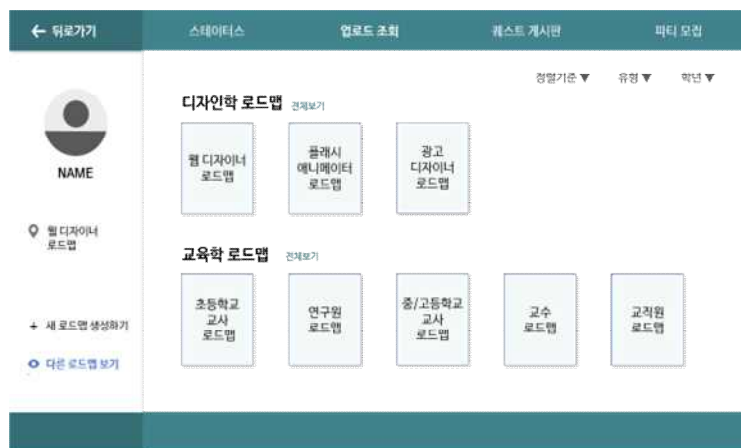 ← 뒤로가기 스테이터스 업로드 조회 퀘스트 게시판 파티 모집
정렬기준 ▼ 유형 ▼ 학년 ▼
NAME
웹 디자이너
로드맵
+ 새 로드맵 생성하기
다른 로드맵 보기
디자인학 로드맵 전체보기
웹 디자이너
로드맵
플래시
애니메이터
로드맵
광고
디자이너
로드맵
교육학 로드맵 전체보기
초등학교
교사
로드맵
연구원
로드맵
중/고등학교
교사
로드맵
교수
로드맵
교직원
로드맵